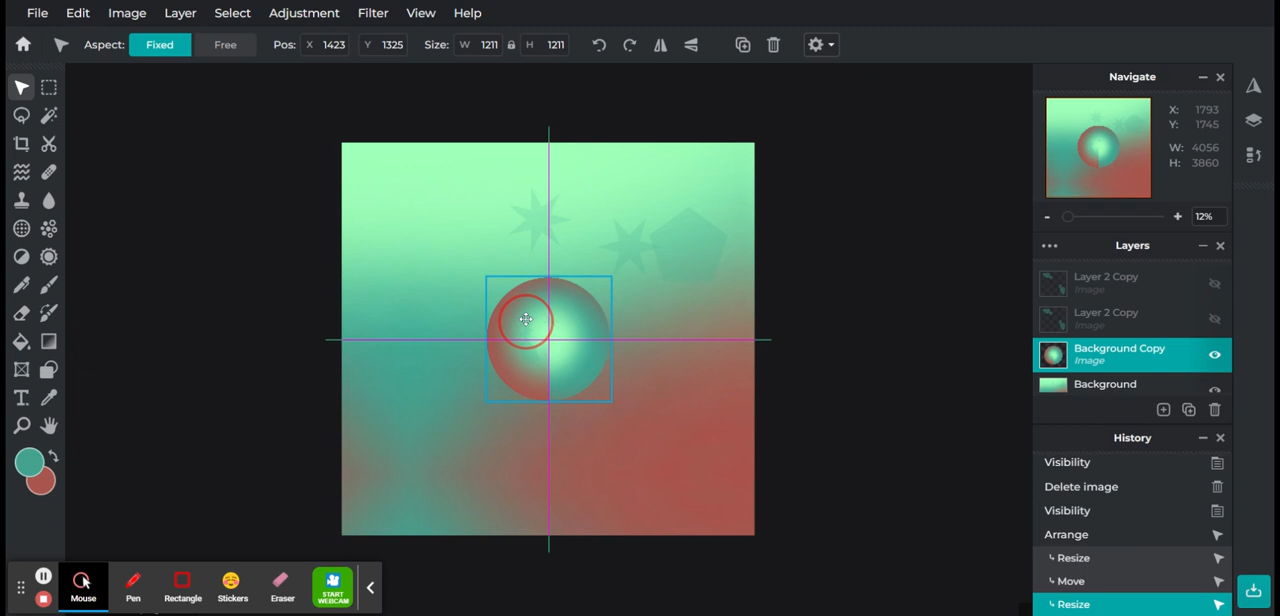 File Edit Image Layer Select Adjustment Filter View Help
Aspect: Fixed Free Pos: X 1423 Y 1325 Size: W 1211 H 1211
Navigate
X: 1793
Y: 1745
W: 4056
H: 3860
- + 12%
Layers
Layer 2 Copy
Image
Layer 2 Copy
Image
Background Copy
Image
Background
History
Visibility
Delete image
Visibility
Arrange
Resize
Move
Resize
Mouse Pen Rectangle Stickers Eraser START
WEBCAM